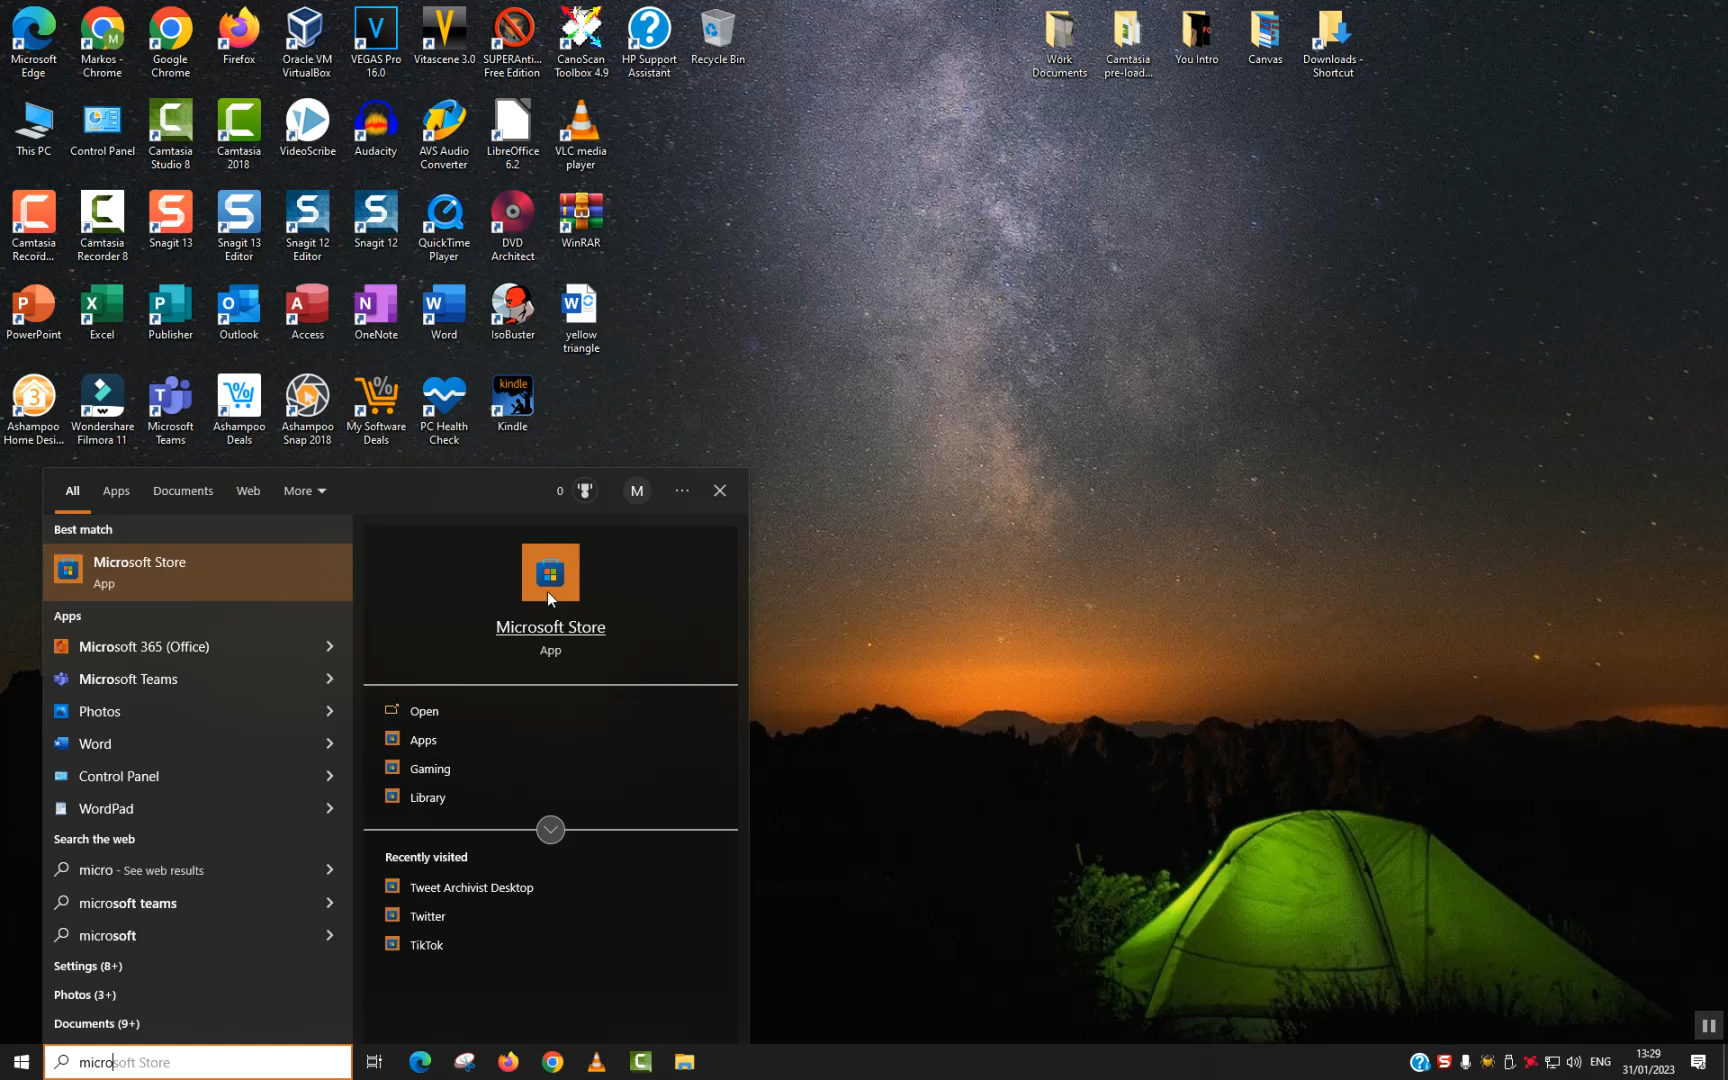 Microsoft Edge
Markos - Chrome
Google Chrome
Firefox
Oracle VM VirtualBox
VEGAS Pro 16.0
Vitascene 3.0
SUPERAnti... Free Edition
CanoScan Toolbox 4.9
HP Support Assistant
Recycle Bin
Work Documents
Camtasia pre-load...
You Intro
Canvas
Downloads - Shortcut
This PC
Control Panel
Camtasia Studio 8
Camtasia 2018
VideoScribe
Audacity
AVS Audio Converter
LibreOffice 6.2
VLC media player
Camtasia Record...
Camtasia Recorder 8
Snagit 13
Snagit 13 Editor
Snagit 12 Editor
Snagit 12
QuickTime Player
DVD Architect
WinRAR
PowerPoint
Excel
Publisher
Outlook
Access
OneNote
Word
IsoBuster
yellow triangle
kindle
Ashampoo Home Desi...
Wondershare Filmora 11
Microsoft Teams
Ashampoo Deals
Ashampoo Snap 2018
My Software Deals
PC Health Check
Kindle
All
Apps
Documents
Web
More
0
M
Best match
Microsoft Store
App
Apps
Microsoft 365 (Office)
Microsoft Teams
Photos
Word
Control Panel
WordPad
Search the web
micro - See web results
microsoft teams
microsoft
Settings (8+)
Photos (3+)
Documents (9+)
Microsoft Store
App
Open
Apps
Gaming
Library
Recently visited
Tweet Archivist Desktop
Twitter
TikTok
microsoft Store
ENG
13:29
31/01/2023